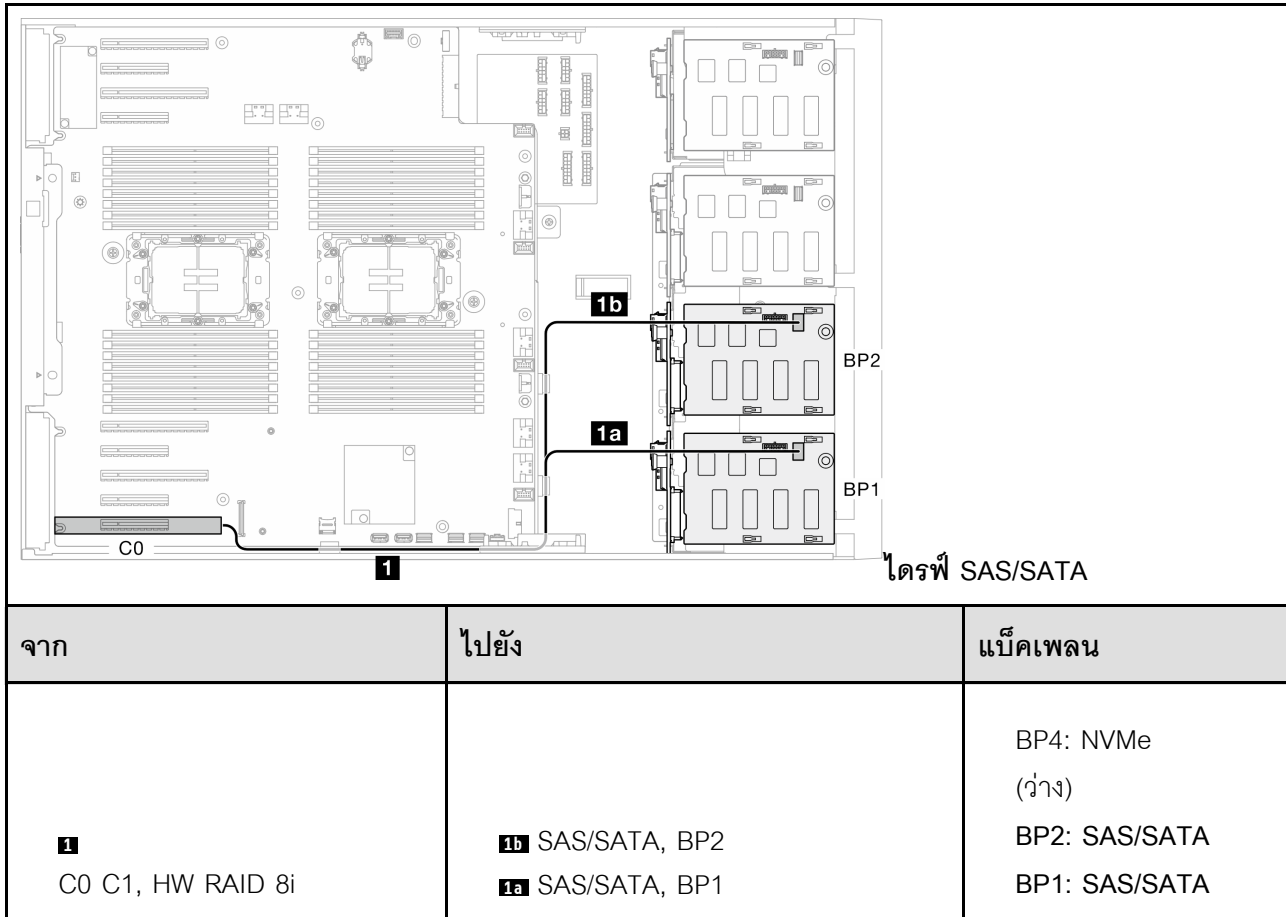 1b
BP2
1a
BP1
C0
1
ไดรฟ์ SAS/SATA
จาก
ไปยัง
แบ็คเพลน
1
C0 C1, HW RAID 8i
1b SAS/SATA, BP2
1a SAS/SATA, BP1
BP4: NVMe
(ว่าง)
BP2: SAS/SATA
BP1: SAS/SATA